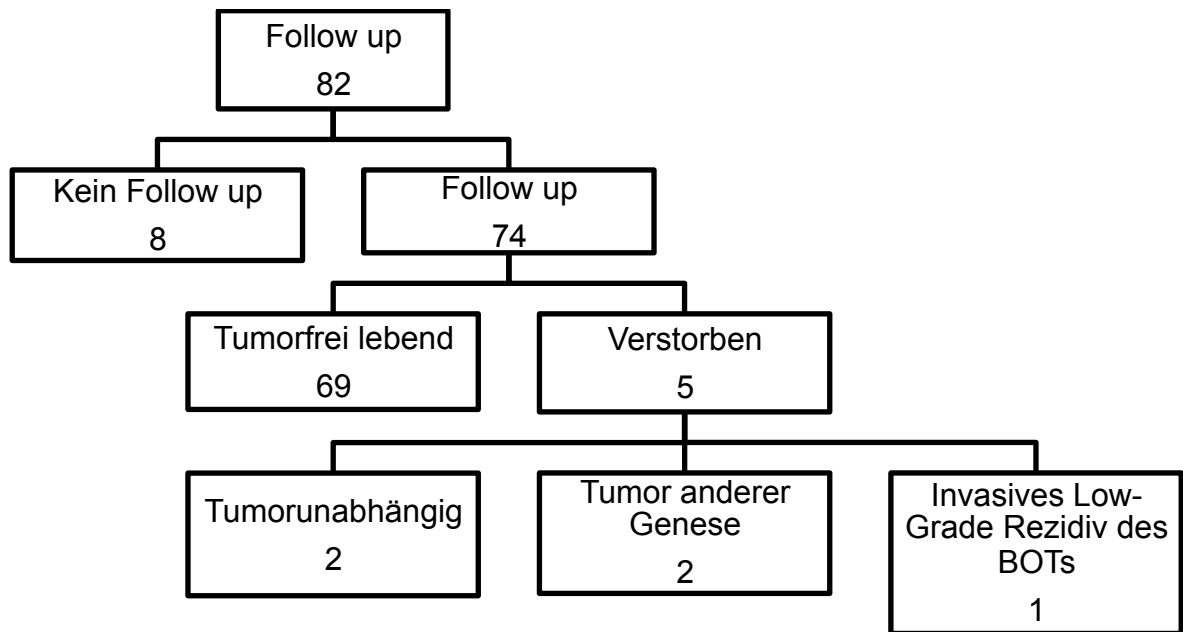 Follow up
82
Kein Follow up
8
Follow up
74
Tumorfrei lebend
69
Verstorben
5
Tumorunabhängig
2
Tumor anderer
Genese
2
Invasives Low-
Grade Rezidiv des
BOTs
1